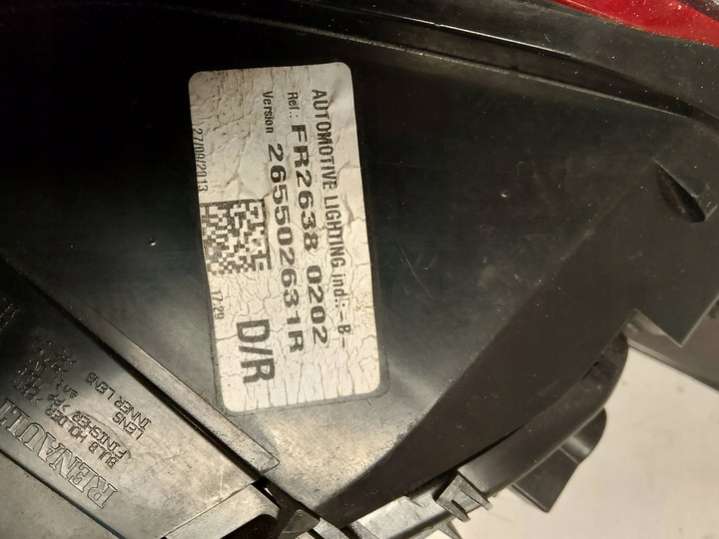 AUTOMOTIVE LIGHTING ind.: -B-
Ref.: FR2638 0202
Version 265502631R
27/09/2013
17:29
D/R
RENAULT
BULB HOLDER
FINISHER
LENS
INNER LENS